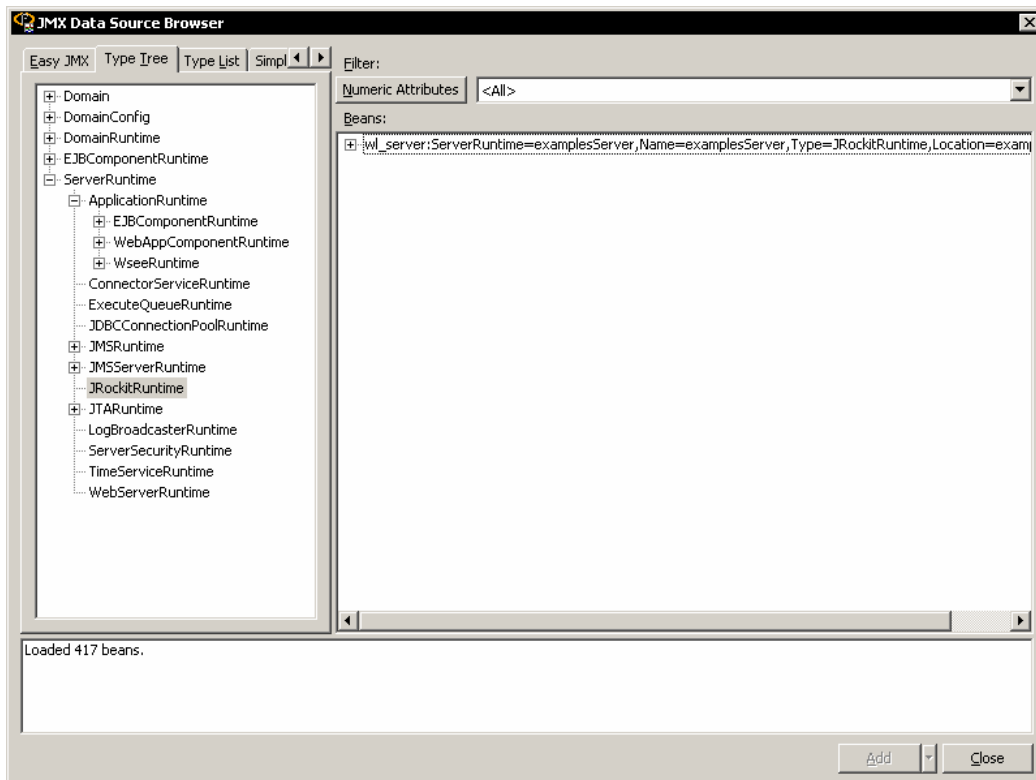 JMX Data Source Browser
Easy JMX
Type Tree
Type List
Simpl
Domain
DomainConfig
DomainRuntime
EJBComponentRuntime
ServerRuntime
ApplicationRuntime
EJBComponentRuntime
WebAppComponentRuntime
WseeRuntime
ConnectorServiceRuntime
ExecuteQueueRuntime
JDBCConnectionPoolRuntime
JMSRuntime
JMSServerRuntime
JRockitRuntime
JTARuntime
LogBroadcasterRuntime
ServerSecurityRuntime
TimeServiceRuntime
WebServerRuntime
Filter:
Numeric Attributes
<All>
Beans:
wl_server:ServerRuntime=examplesServer,Name=examplesServer,Type=JRockitRuntime,Location=exam
Loaded 417 beans.
Add
Close